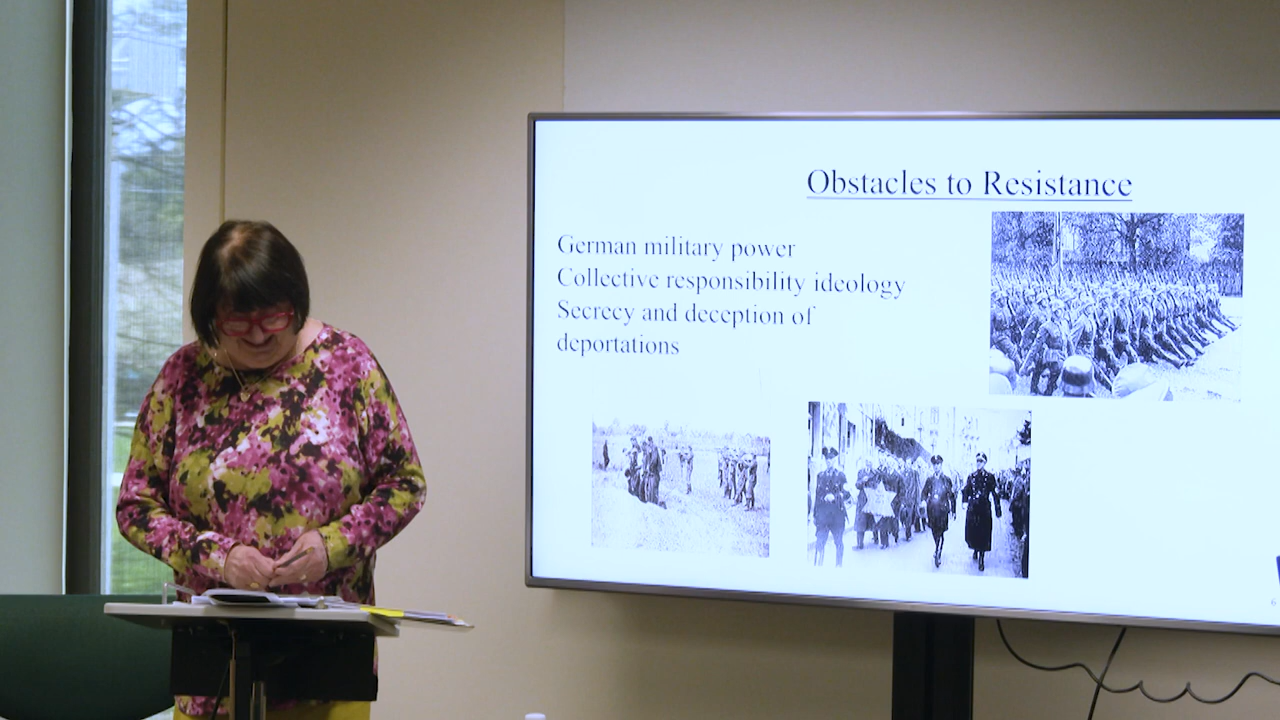 Obstacles to Resistance
German military power
Collective responsibility ideology
Secrecy and deception of
deportations